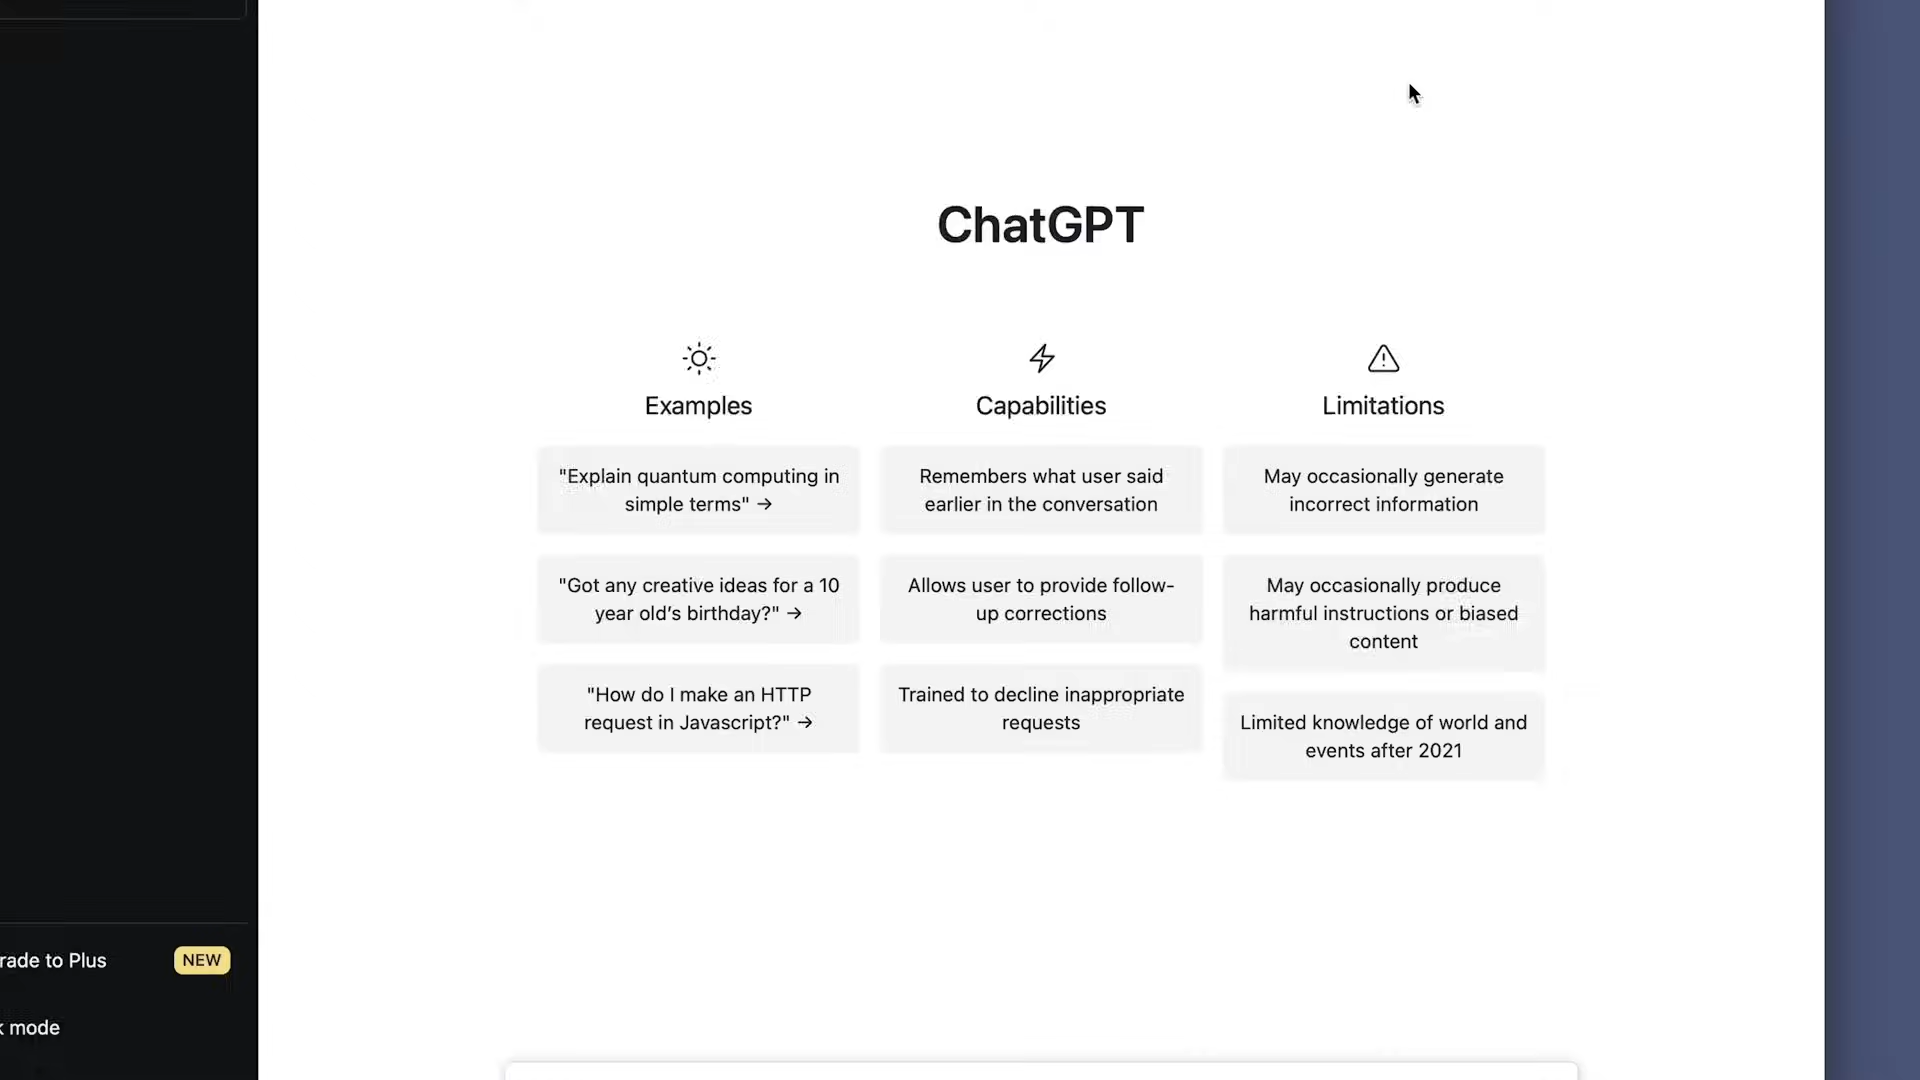 ChatGPT
Examples
"Explain quantum computing in
simple terms" →
"Got any creative ideas for a 10
year old’s birthday?" →
"How do I make an HTTP
request in Javascript?" →
Capabilities
Remembers what user said
earlier in the conversation
Allows user to provide follow-
up corrections
Trained to decline inappropriate
requests
Limitations
May occasionally generate
incorrect information
May occasionally produce
harmful instructions or biased
content
Limited knowledge of world and
events after 2021
rade to Plus NEW
k mode